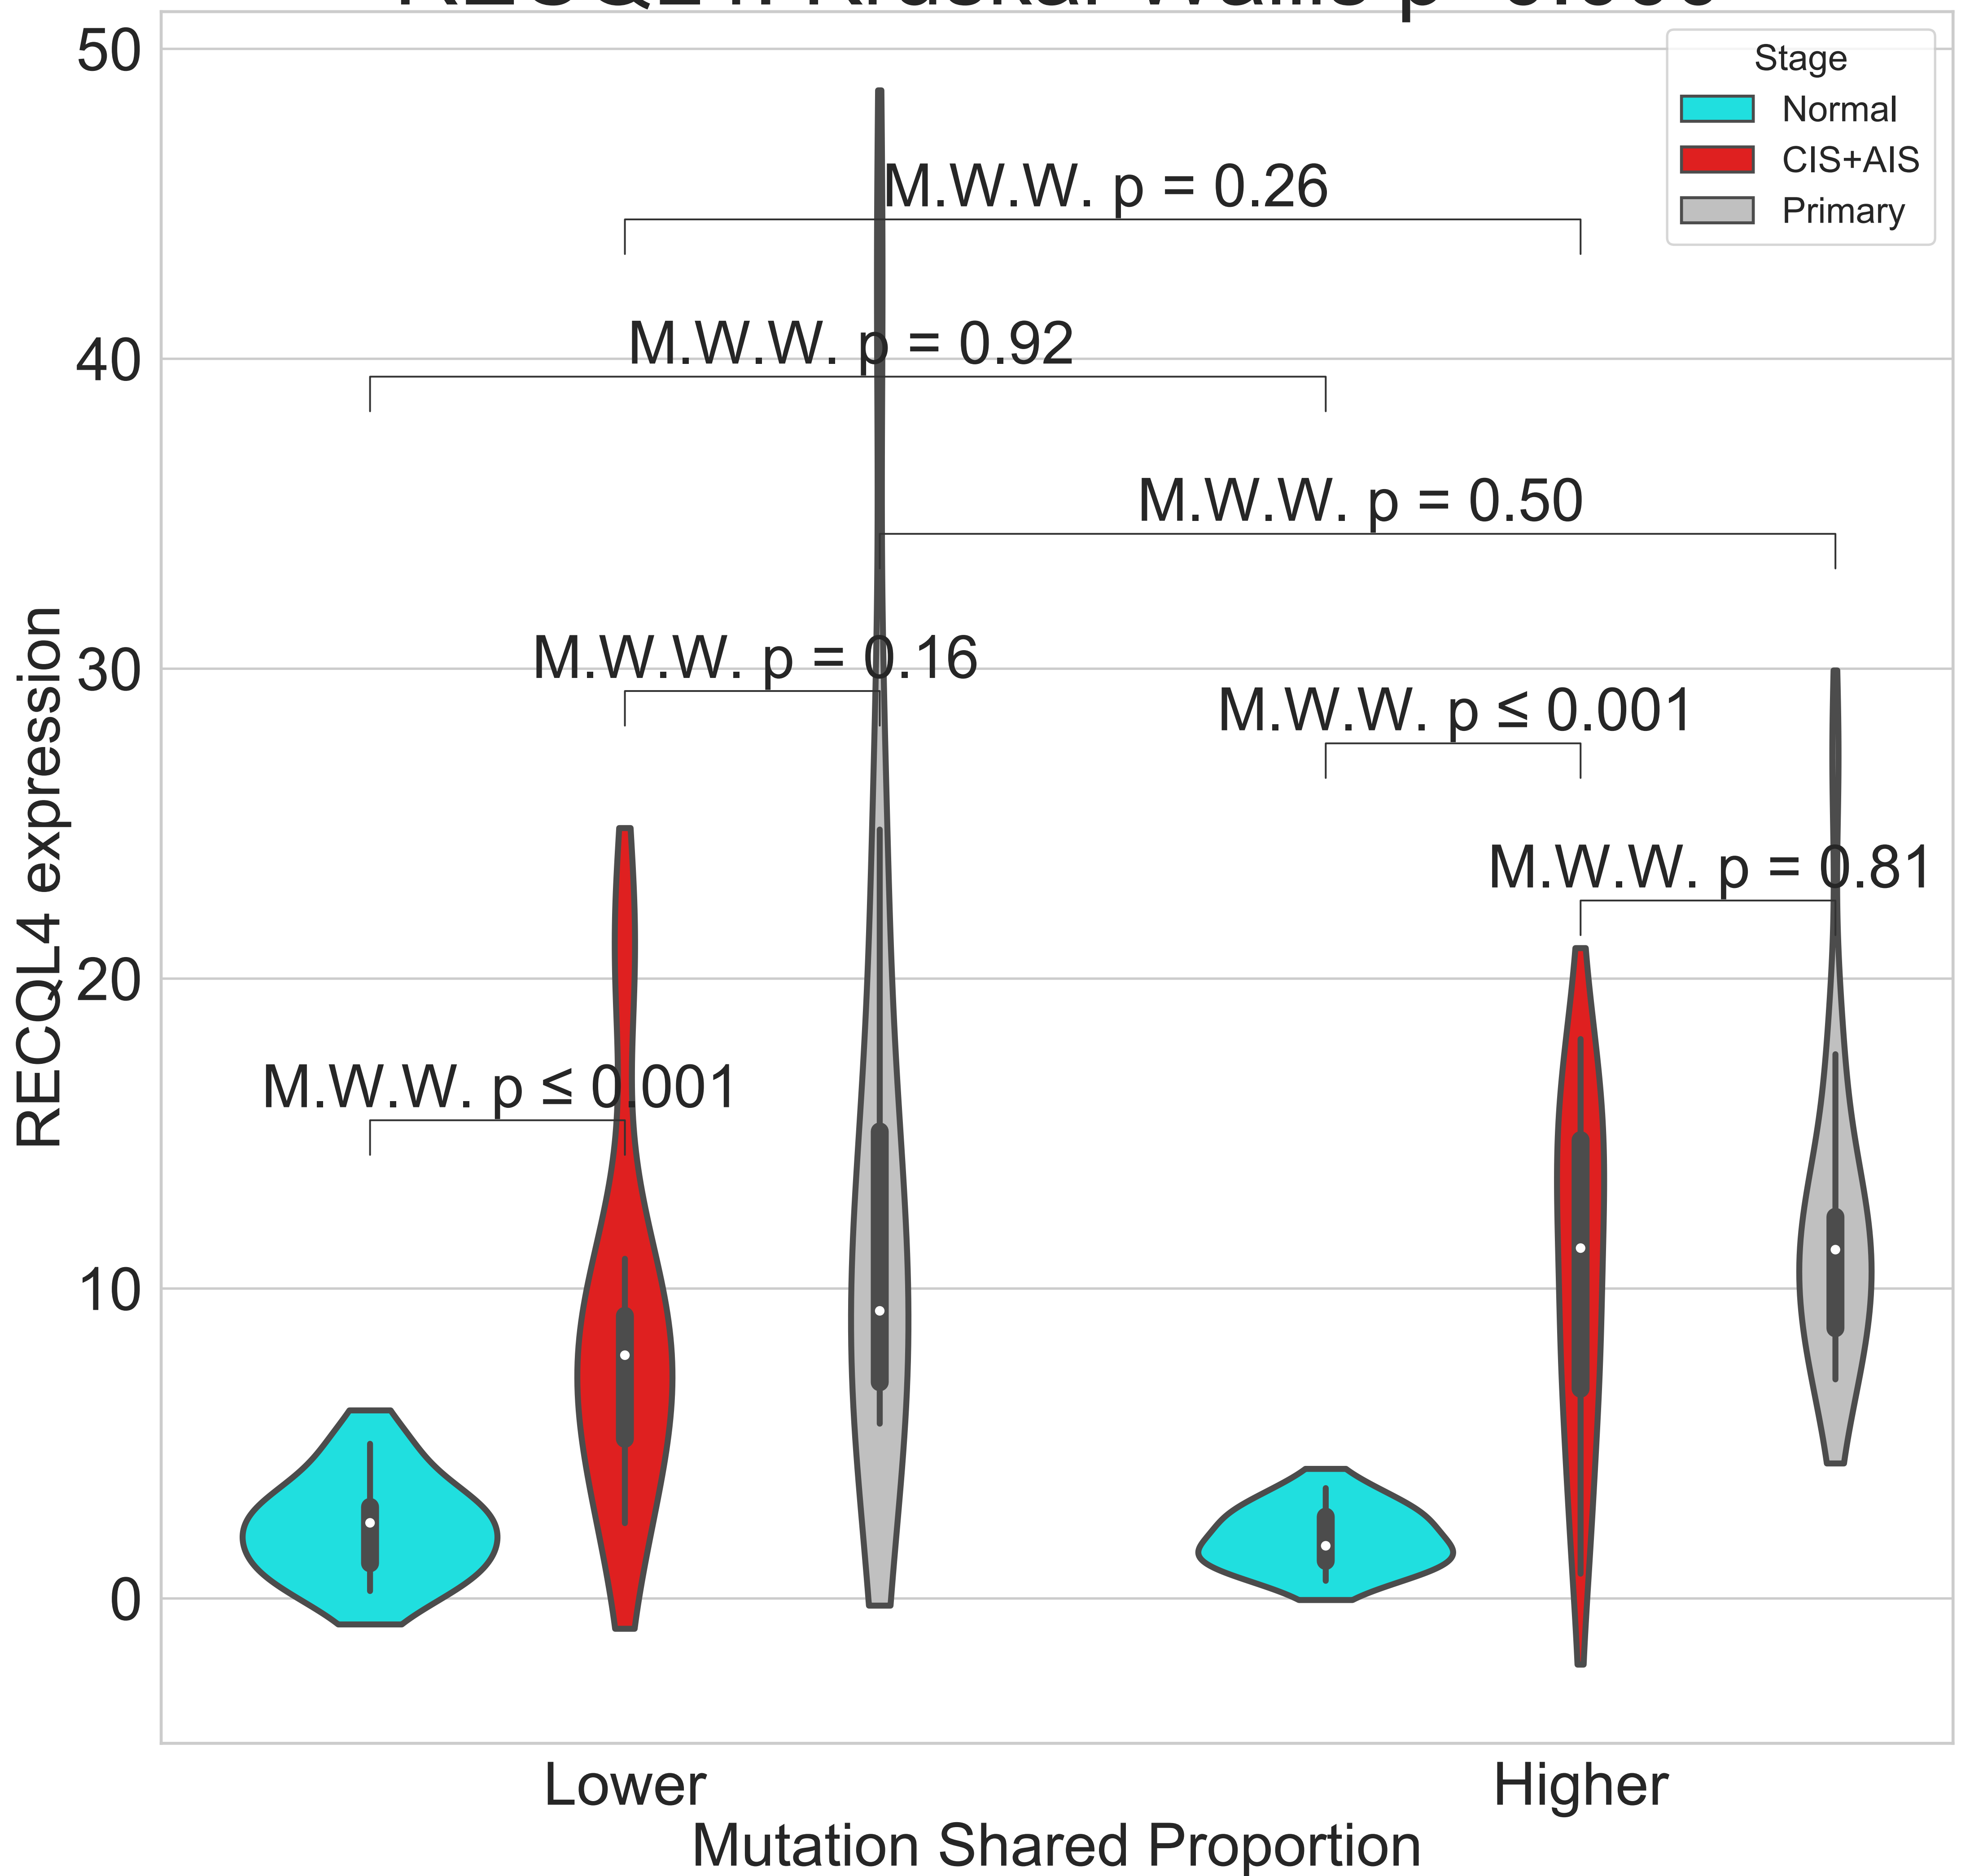 50
40
30
20
10
0
RECQL4 expression
Stage
Normal
CIS+AIS
Primary
M.W.W. p = 0.26
M.W.W. p = 0.92
M.W.W. p = 0.50
M.W.W. p = 0.16
M.W.W. p ≤ 0.001
M.W.W. p = 0.81
M.W.W. p ≤ 0.001
Lower
Higher
Mutation Shared Proportion